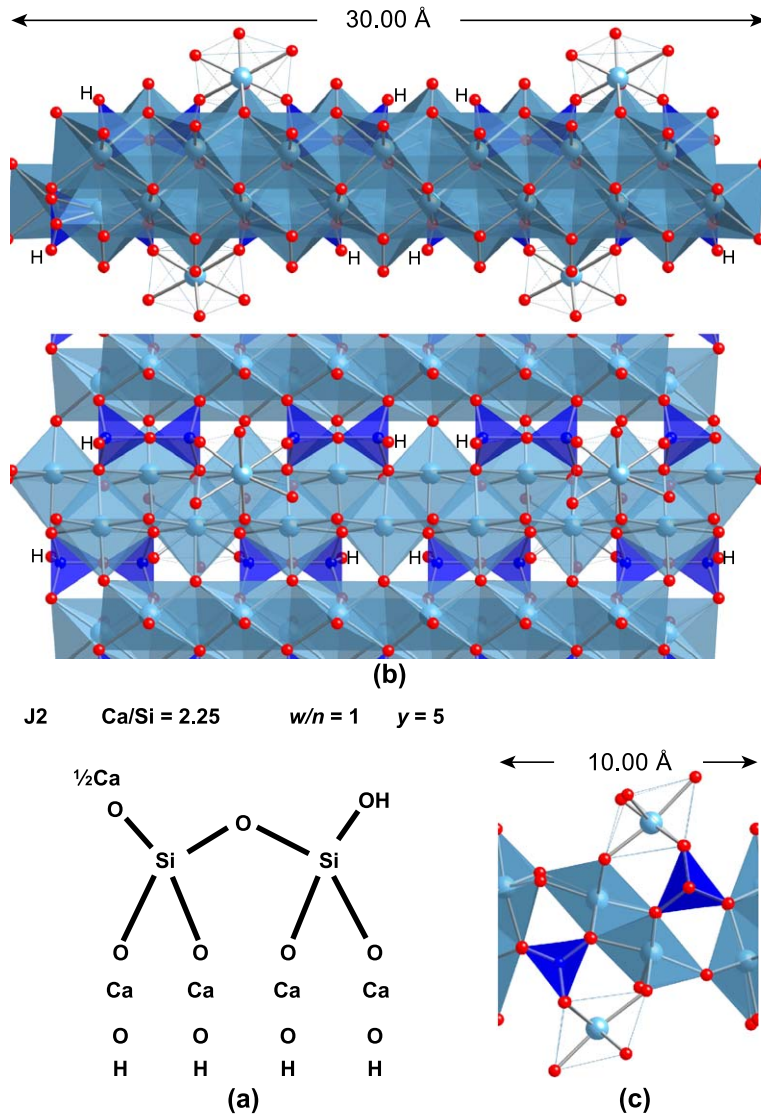 30.00 Å
H H H
H H H
H H H
H H H
(b)
J2 Ca/Si = 2.25 w/n = 1 y = 5
½Ca
O OH
O
Si Si
O O O O
Ca Ca Ca Ca
O O O O
H H H H
(a)
10.00 Å
(c)